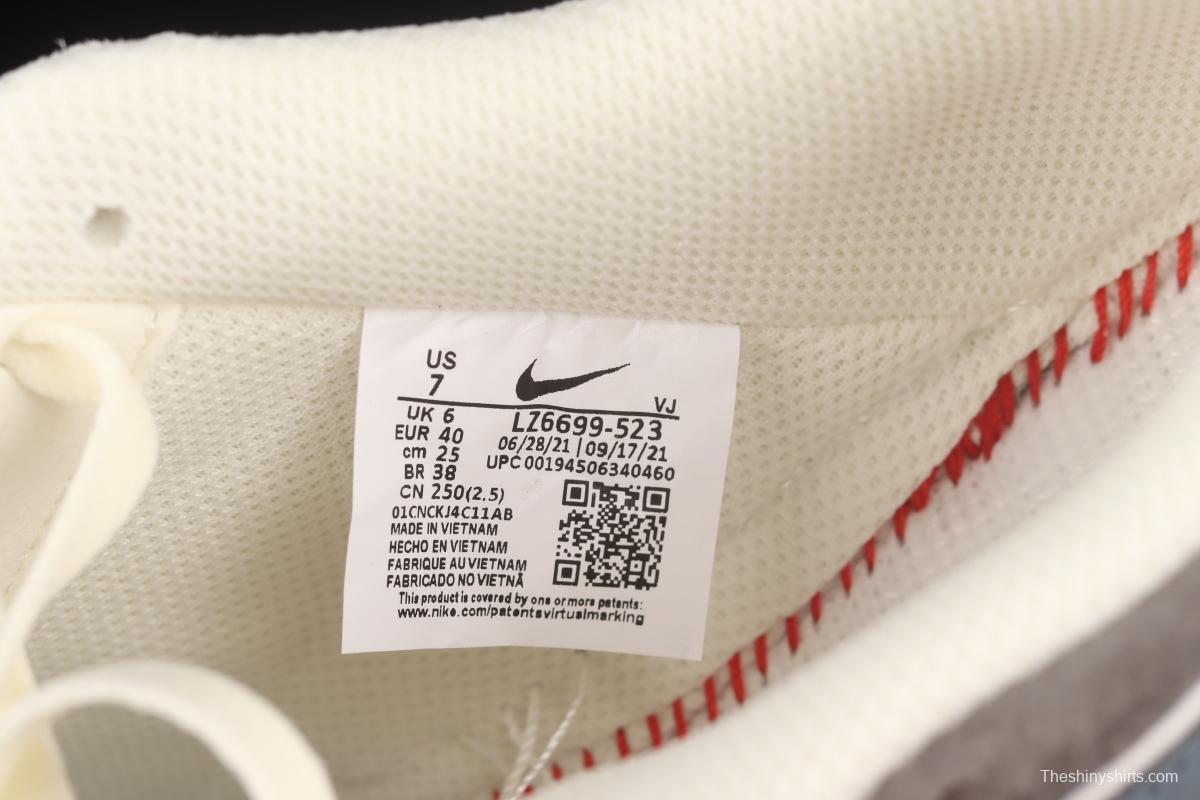 US
7
VJ
UK 6
EUR 40
cm 25
BR 38
CN 250(2.5)
LZ6699-523
06/28/21 | 09/17/21
UPC 00194506340460
01CNCKJ4C11AB
MADE IN VIETNAM
HECHO EN VIETNAM
FABRIQUE AU VIETNAM
FABRICADO NO VIETNÃ
This product is covered by one or more patents:
www.nike.com/patentsvirtualmarking
Theshinyshirts.com